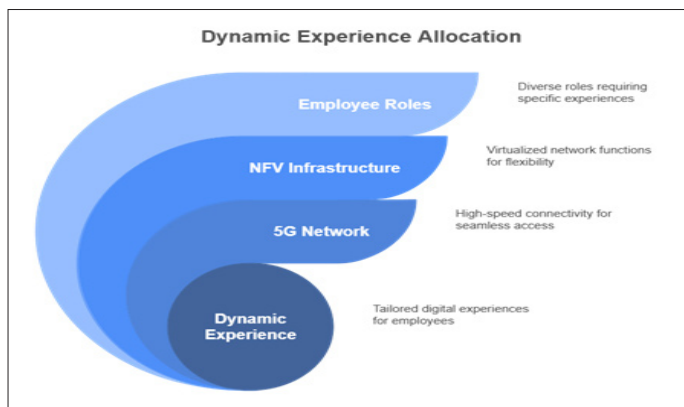 Dynamic Experience Allocation
Employee Roles
Diverse roles requiring
specific experiences
NFV Infrastructure
Virtualized network functions
for flexibility
5G Network
High-speed connectivity for
seamless access
Dynamic
Experience
Tailored digital experiences
for employees